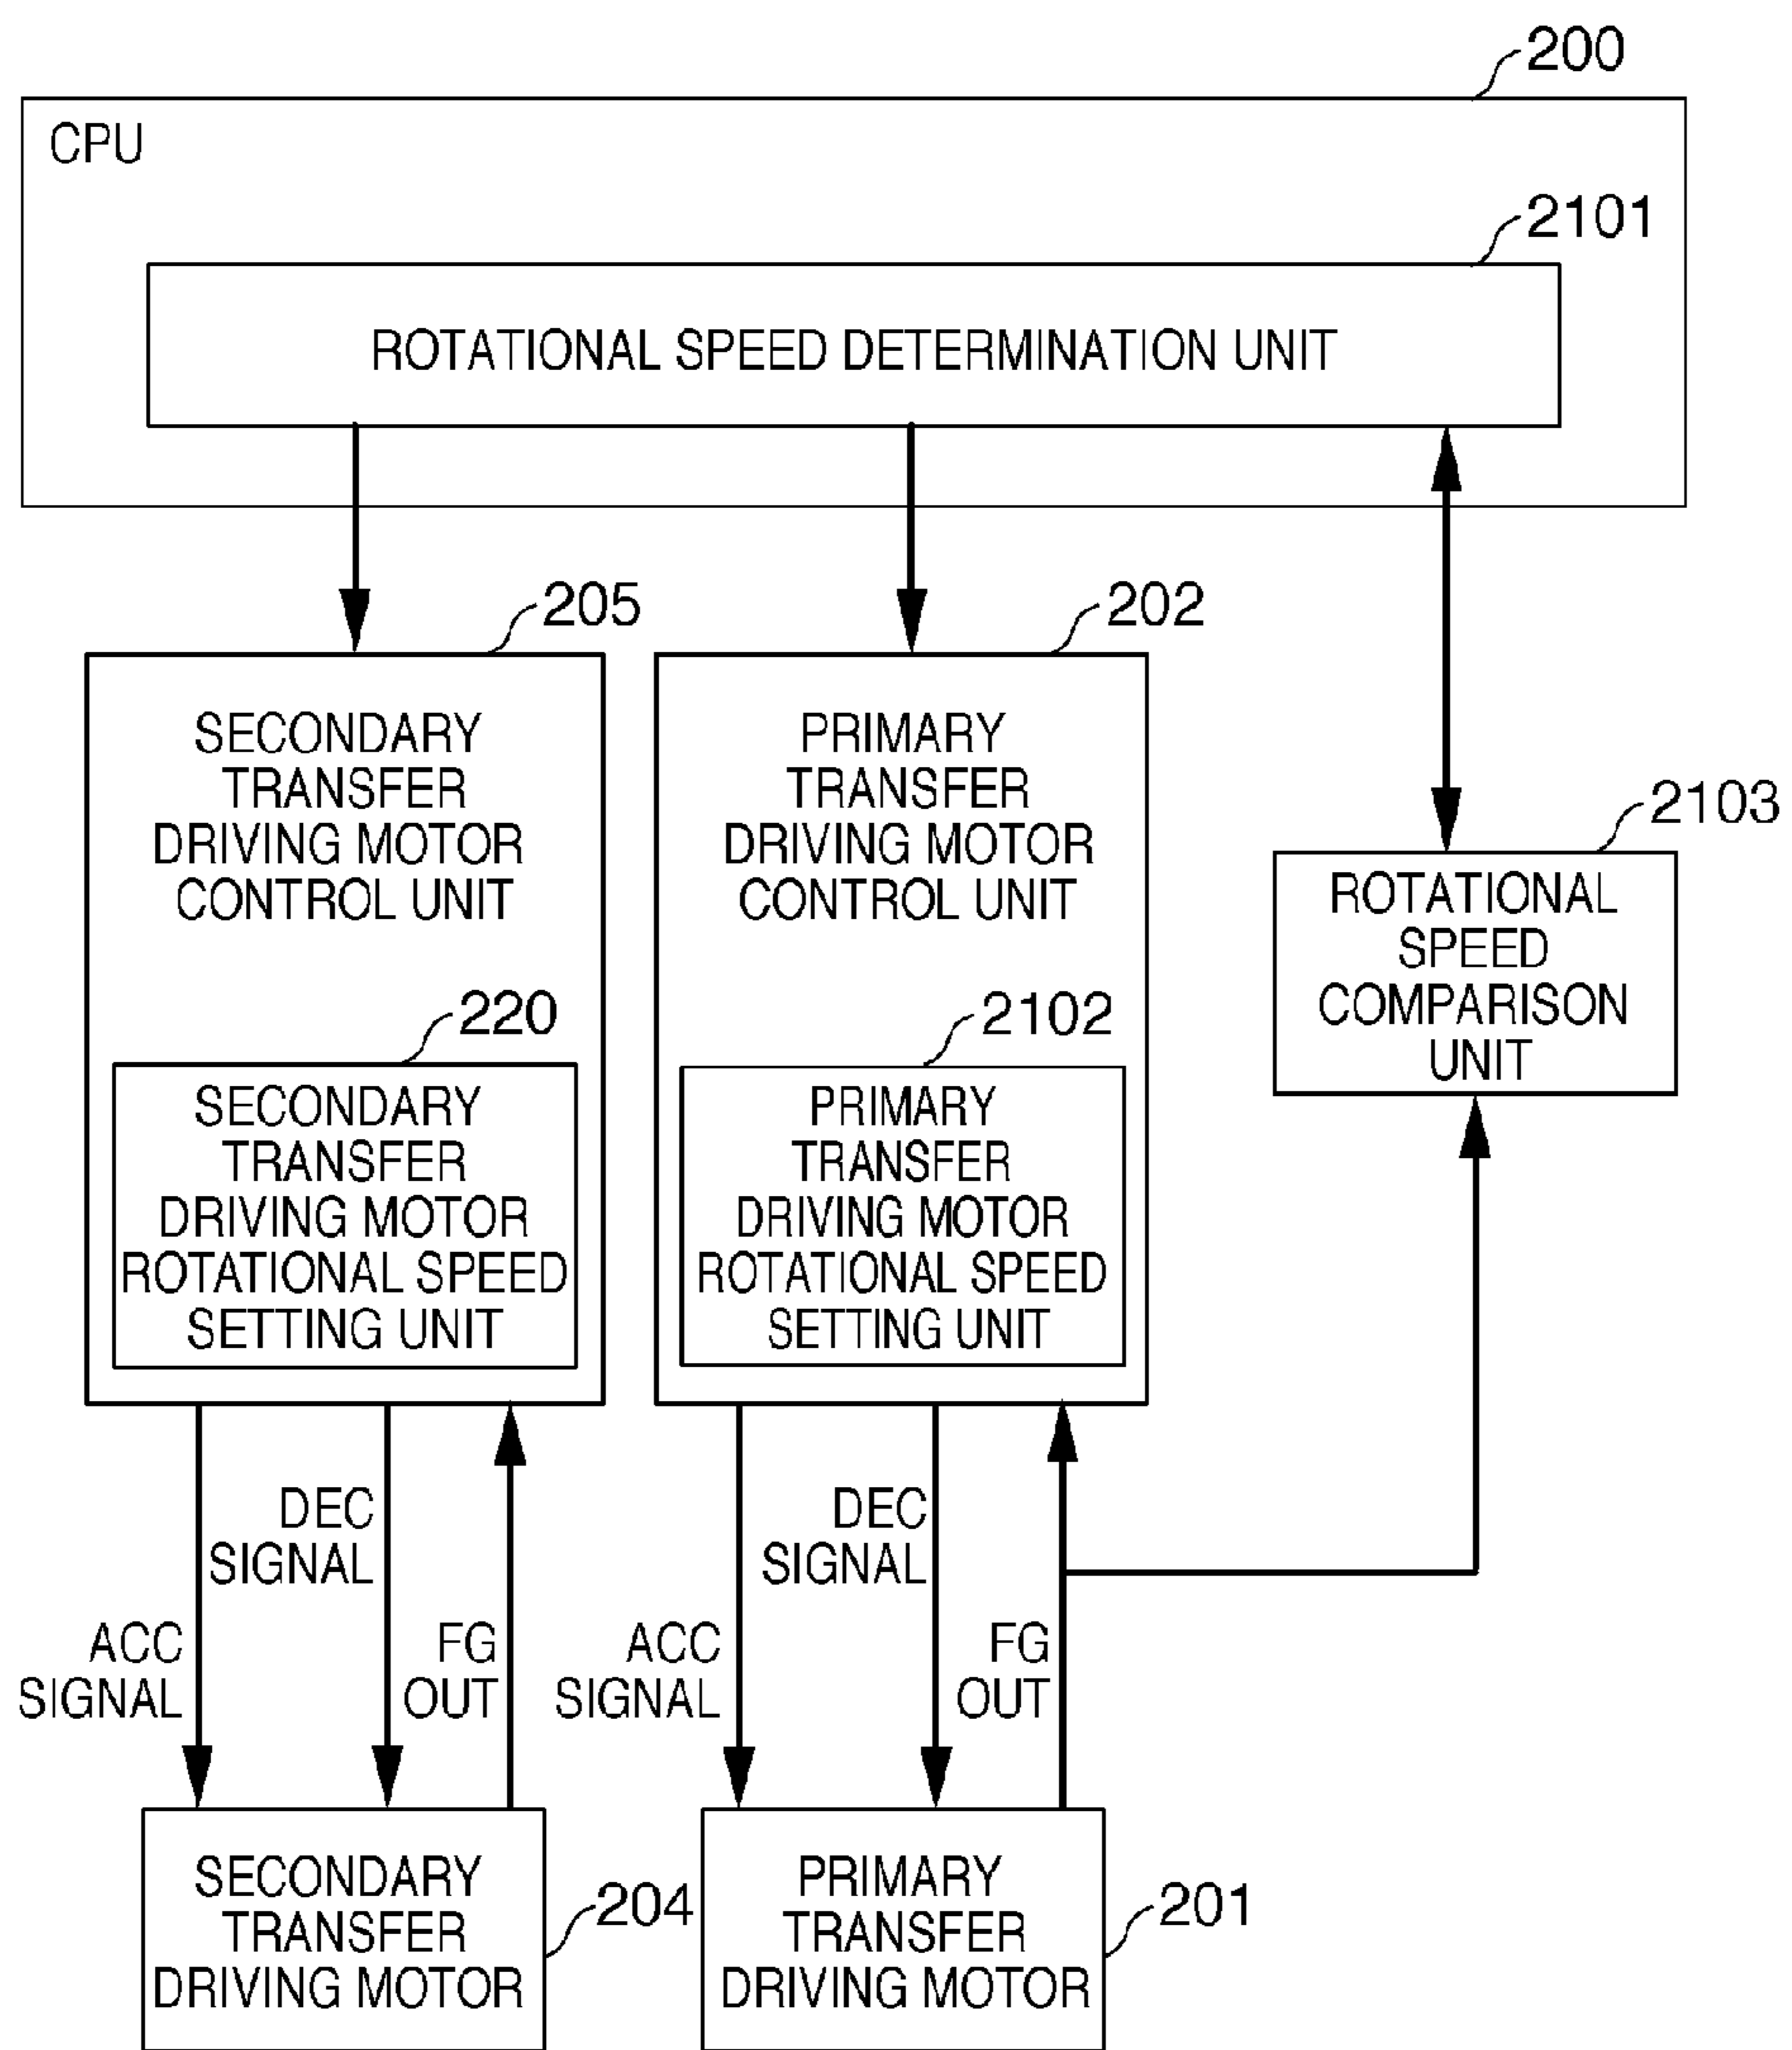 200
CPU
2101
ROTATIONAL SPEED DETERMINATION UNIT
205
SECONDARY
TRANSFER
DRIVING MOTOR
CONTROL UNIT
220
SECONDARY
TRANSFER
DRIVING MOTOR
ROTATIONAL SPEED
SETTING UNIT
202
PRIMARY
TRANSFER
DRIVING MOTOR
CONTROL UNIT
2102
PRIMARY
TRANSFER
DRIVING MOTOR
ROTATIONAL SPEED
SETTING UNIT
2103
ROTATIONAL
SPEED
COMPARISON
UNIT
ACC
SIGNAL
DEC
SIGNAL
FG
OUT
ACC
SIGNAL
DEC
SIGNAL
FG
OUT
SECONDARY
TRANSFER
DRIVING MOTOR
204
PRIMARY
TRANSFER
DRIVING MOTOR
201